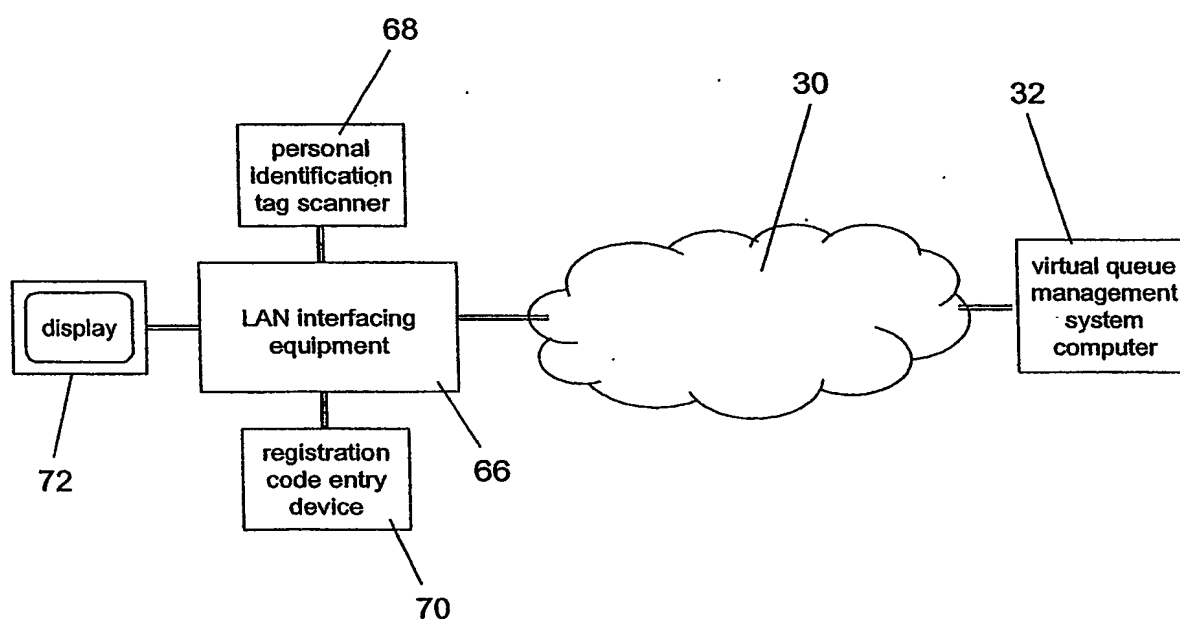 68
30
32
personal
identification
tag scanner
virtual queue
management
system
computer
display
LAN interfacing
equipment
72
registration
code entry
device
66
70